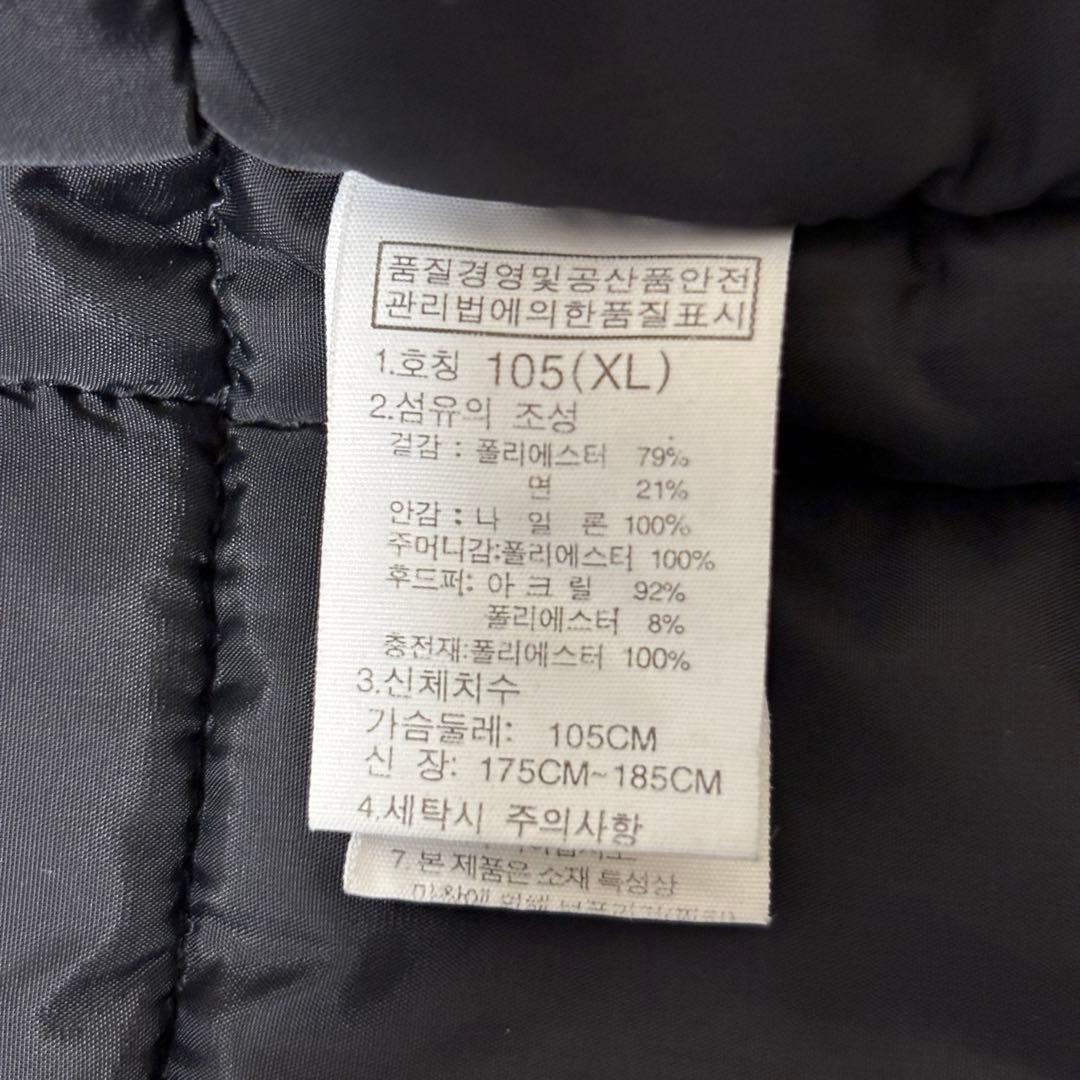 품질경영및공산품안전
관리법에의한품질표시
1.호칭 105(XL)
2.섬유의 조성
겉감 : 폴리에스터 79%
면 21%
안감 : 나 일 론 100%
주머니감:폴리에스터 100%
후드퍼: 아 크 릴 92%
폴리에스터 8%
충전재:폴리에스터 100%
3.신체치수
가슴둘레: 105CM
신 장: 175CM~185CM
4.세탁시 주의사항
7. 본 제품은 소재 특성상